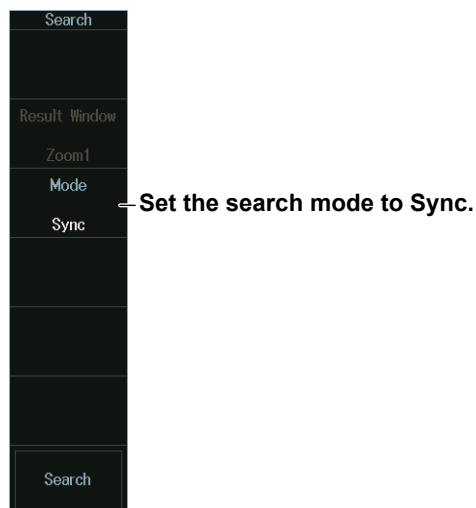 Search
Result Window
Zoom1
Mode
Set the search mode to Sync.
Sync
Search